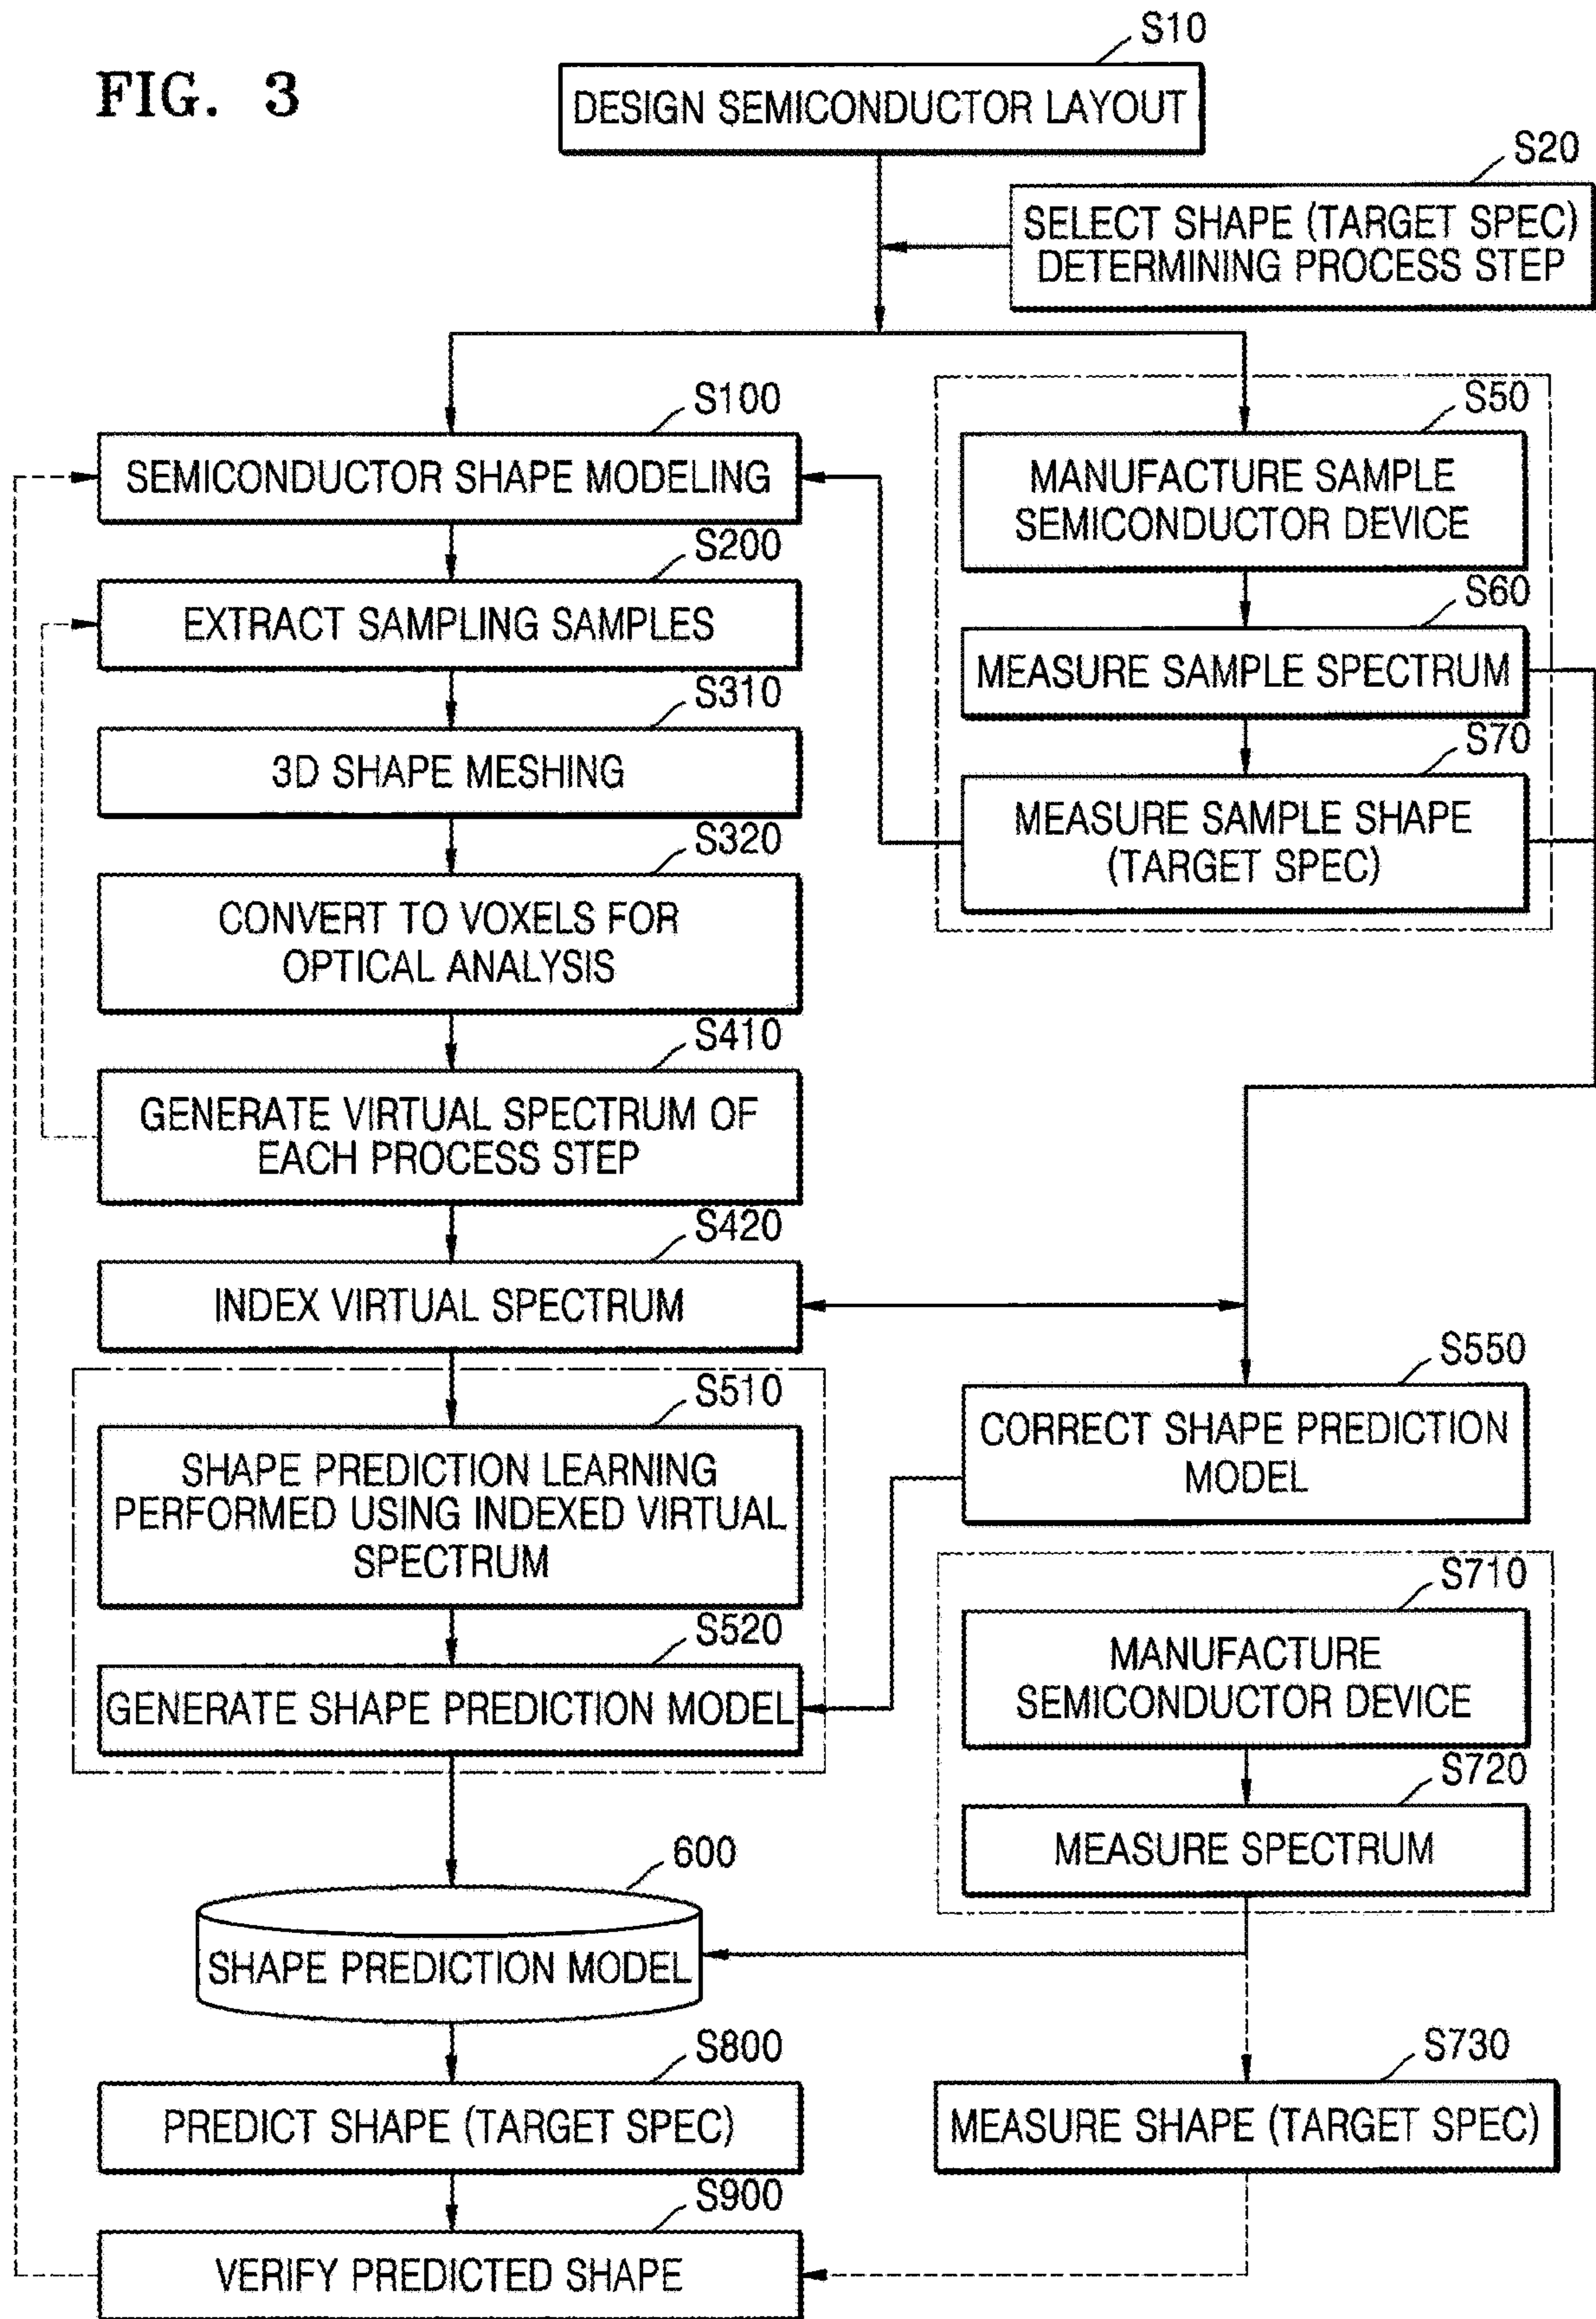 FIG. 3
S10
DESIGN SEMICONDUCTOR LAYOUT
S20
SELECT SHAPE (TARGET SPEC)
DETERMINING PROCESS STEP
S100
SEMICONDUCTOR SHAPE MODELING
S50
MANUFACTURE SAMPLE
SEMICONDUCTOR DEVICE
S200
EXTRACT SAMPLING SAMPLES
S60
MEASURE SAMPLE SPECTRUM
S310
3D SHAPE MESHING
S70
MEASURE SAMPLE SHAPE
(TARGET SPEC)
S320
CONVERT TO VOXELS FOR
OPTICAL ANALYSIS
S410
GENERATE VIRTUAL SPECTRUM OF
EACH PROCESS STEP
S420
INDEX VIRTUAL SPECTRUM
S550
CORRECT SHAPE PREDICTION
MODEL
S510
SHAPE PREDICTION LEARNING
PERFORMED USING INDEXED VIRTUAL
SPECTRUM
S520
GENERATE SHAPE PREDICTION MODEL
S710
MANUFACTURE
SEMICONDUCTOR DEVICE
S720
MEASURE SPECTRUM
600
SHAPE PREDICTION MODEL
S800
PREDICT SHAPE (TARGET SPEC)
S730
MEASURE SHAPE (TARGET SPEC)
S900
VERIFY PREDICTED SHAPE